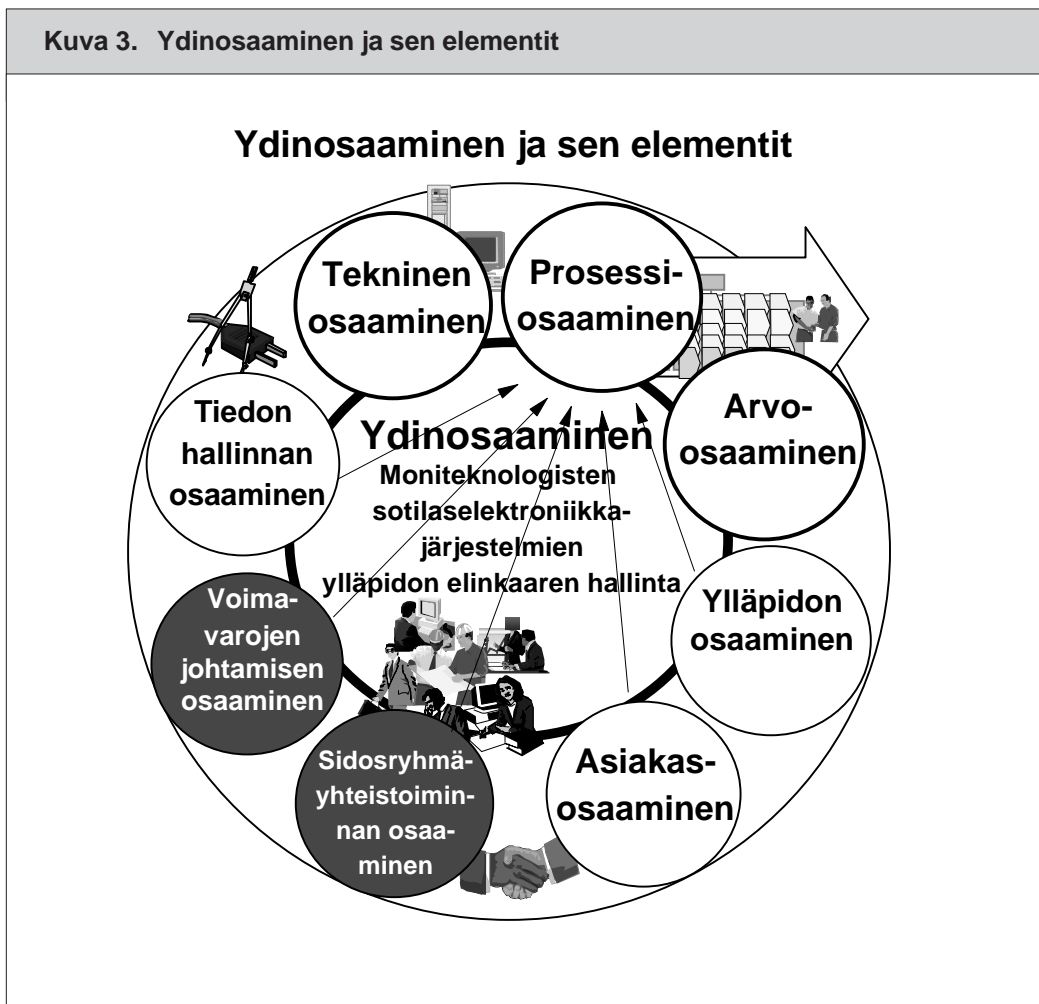 Kuva 3. Ydinosaaminen ja sen elementit
Ydinosaaminen ja sen elementit
Tekninen
osaaminen
Prosessi-
osaaminen
Tiedon
hallinnan
osaaminen
Arvo-
osaaminen
Ydinosaaminen
Moniteknologisten
sotilaselektroniikka-
järjestelmien
ylläpidon elinkaaren hallinta
Voima-
varojen
johtamisen
osaaminen
Ylläpidon
osaaminen
Sidosryhmä-
yhteistoimin-
nan osaa-
minen
Asiakas-
osaaminen